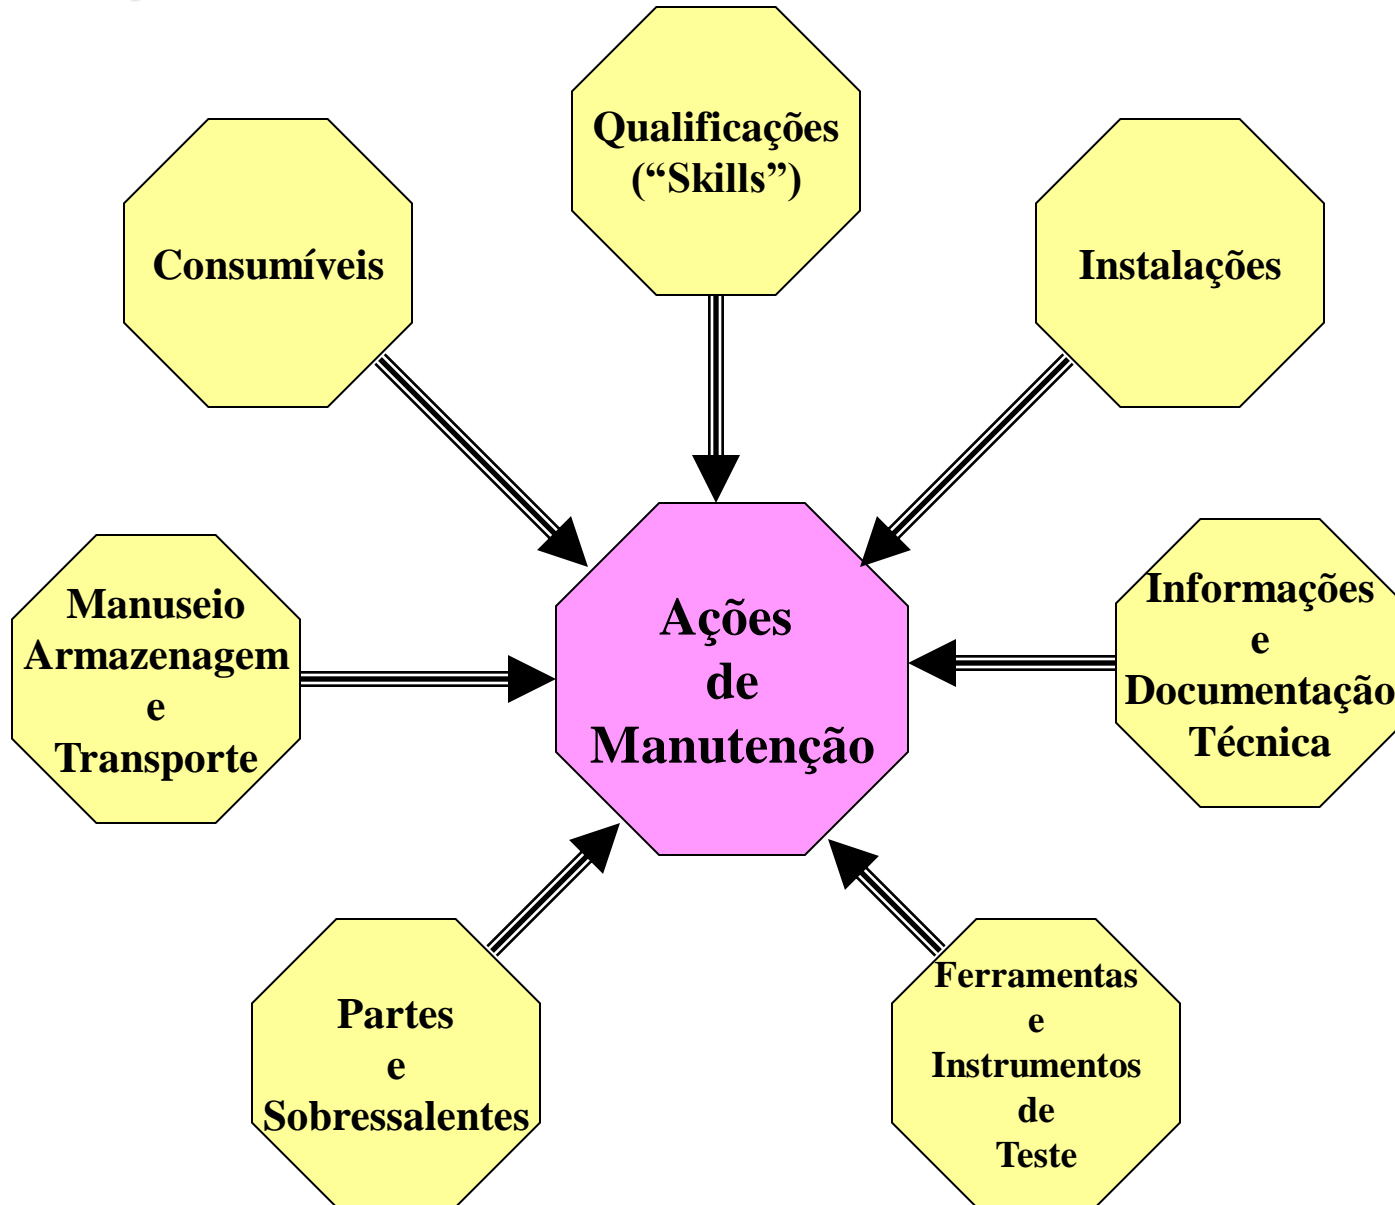 Qualificações
(“Skills”)
Consumíveis
Instalações
Manuseio
Armazenagem
e
Transporte
Ações
de
Manutenção
Informações
e
Documentação
Técnica
Partes
e
Sobressalentes
Ferramentas
e
Instrumentos
de
Teste